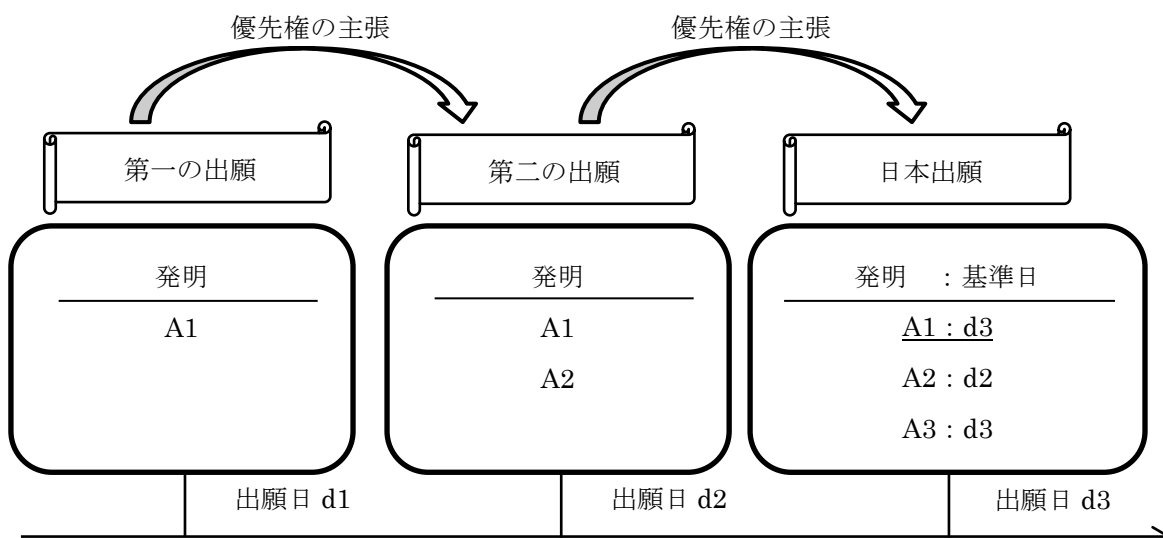 優先権の主張 優先権の主張
第一の出願 第二の出願 日本出願
発明 発明 発明 ：基準日
A1 A1 A1：d3
A2 A2：d2
A3：d3
出願日 d1 出願日 d2 出願日 d3